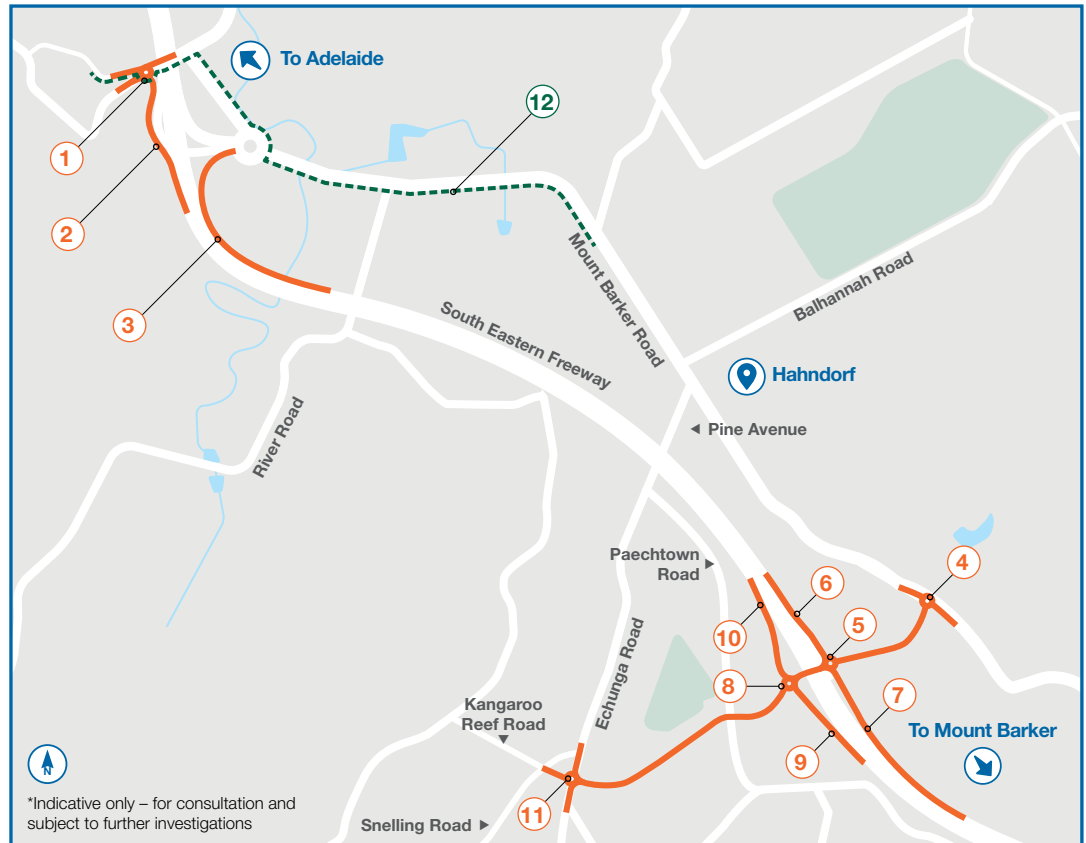 To Adelaide
12
1
2
3
Mount Barker Road
Balhannah Road
South Eastern Freeway
Hahndorf
Pine Avenue
River Road
Paechtown
Road
4
6
5
10
8
7
Echunga Road
Kangaroo
Reef Road
To Mount Barker
9
11
N
*Indicative only – for consultation and
subject to further investigations
Snelling Road